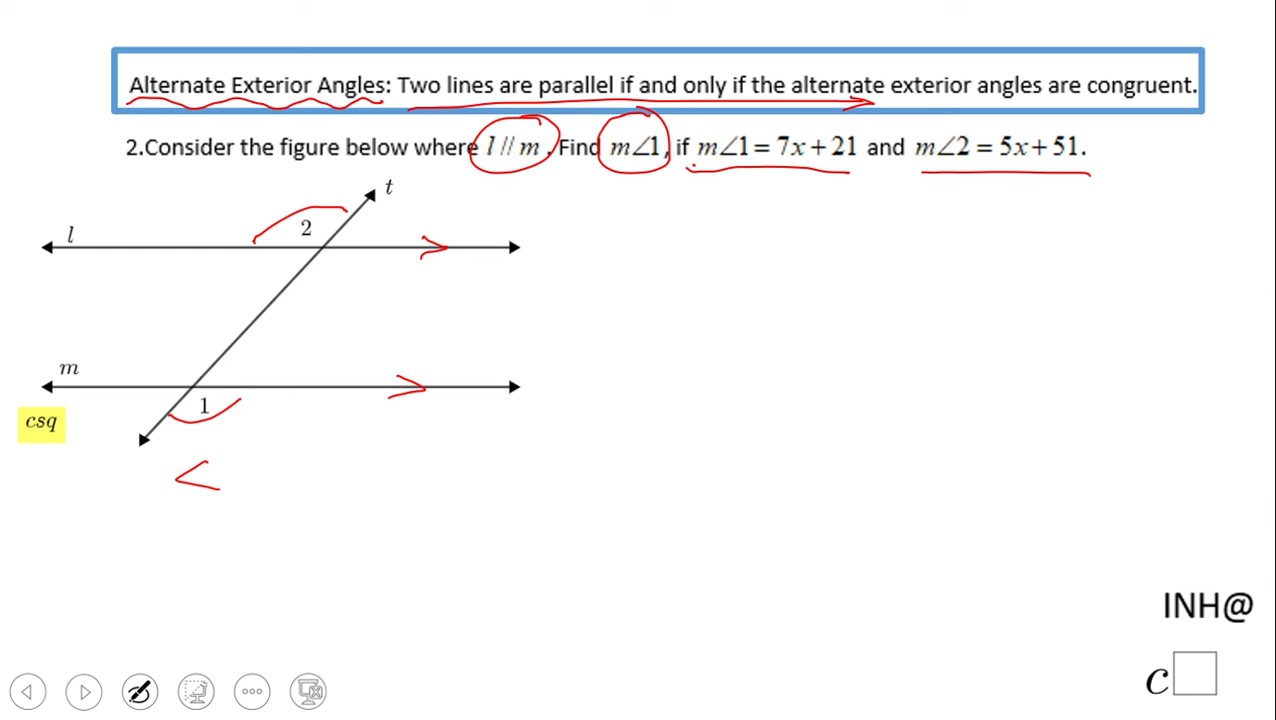 Alternate Exterior Angles: Two lines are parallel if and only if the alternate exterior angles are congruent.
2.Consider the figure below where l // m . Find m∠1, if m∠1 = 7x + 21 and m∠2 = 5x + 51.
t
2
l
m
1
csq
<
INH@
c